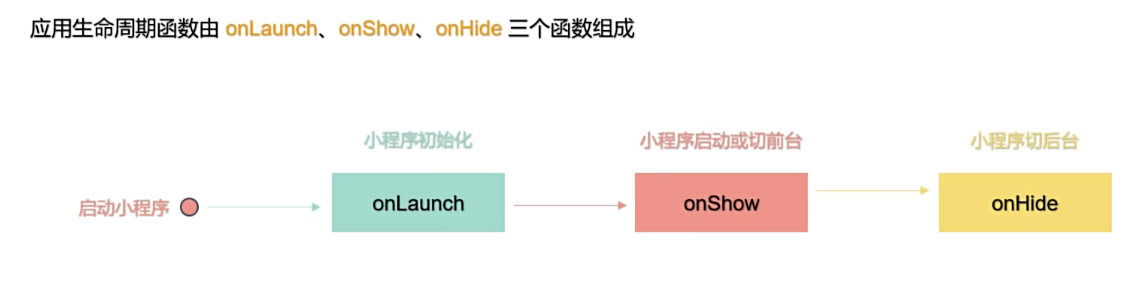 应用生命周期函数由 onLaunch、onShow、onHide 三个函数组成
小程序初始化
小程序启动或切前台
小程序切后台
启动小程序
onLaunch
onShow
onHide